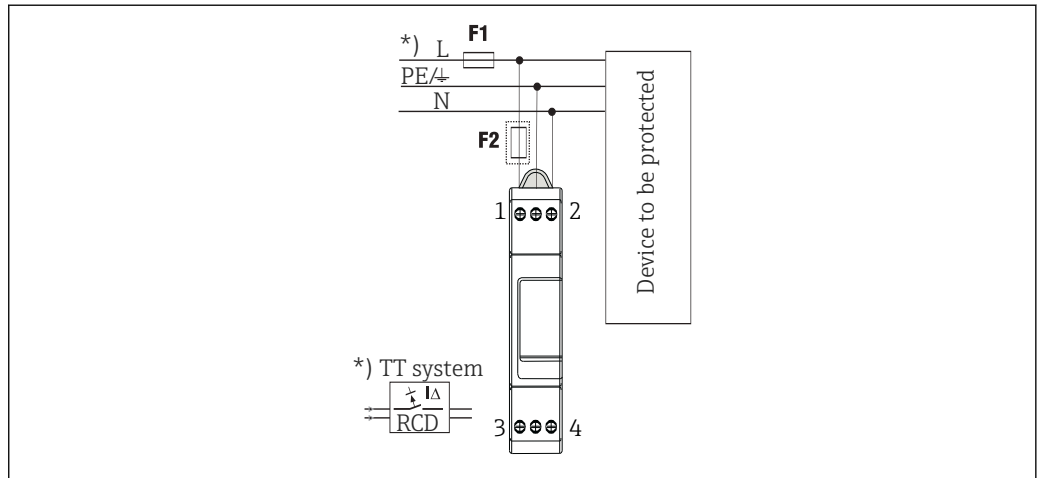 *) L F1
PE/⏚
N
F2
Device to be protected
1 2
*) TT system
IΔ
RCD
3 4